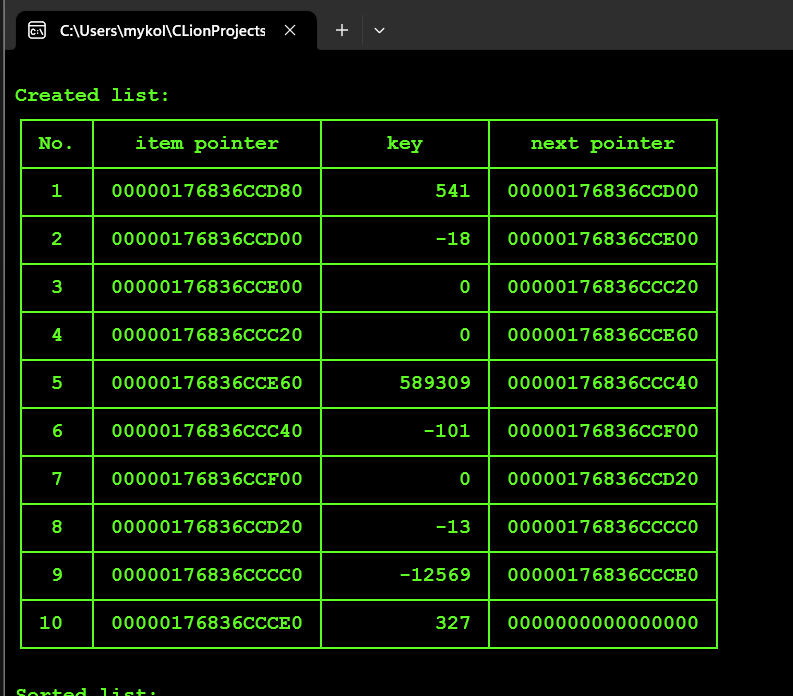 C:\Users\mykol\CLionProjects
Created list:
No. item pointer key next pointer
1 00000176836CCD80 541 00000176836CCD00
2 00000176836CCD00 -18 00000176836CCE00
3 00000176836CCE00 0 00000176836CCC20
4 00000176836CCC20 0 00000176836CCE60
5 00000176836CCE60 589309 00000176836CCC40
6 00000176836CCC40 -101 00000176836CCF00
7 00000176836CCF00 0 00000176836CCD20
8 00000176836CCD20 -13 00000176836CCCC0
9 00000176836CCCC0 -12569 00000176836CCCE0
10 00000176836CCCE0 327 0000000000000000
Sorted list: